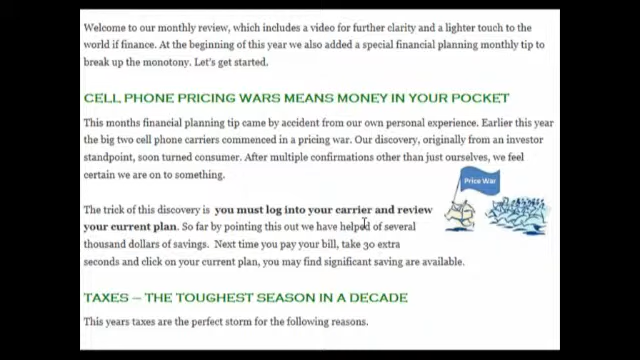 Welcome to our monthly review, which includes a video for further clarity and a lighter touch to the
world if finance. At the beginning of this year we also added a special financial planning monthly tip to
break up the monotony. Let's get started.
CELL PHONE PRICING WARS MEANS MONEY IN YOUR POCKET
This months financial planning tip came by accident from our own personal experience. Earlier this year
the big two cell phone carriers commenced in a pricing war. Our discovery, originally from an investor
standpoint, soon turned consumer. After multiple confirmations other than just ourselves, we feel
certain we are on to something.
Price War
The trick of this discovery is you must log into your carrier and review
your current plan. So far by pointing this out we have helped of several
thousand dollars of savings. Next time you pay your bill, take 30 extra
seconds and click on your current plan, you may find significant saving are available.
TAXES – THE TOUGHEST SEASON IN A DECADE
This years taxes are the perfect storm for the following reasons.